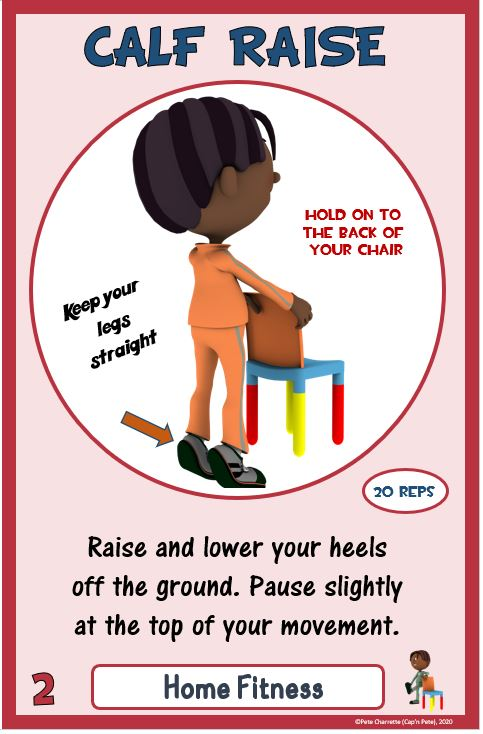 CALF RAISE
HOLD ON TO
THE BACK OF
YOUR CHAIR
Keep your
legs
straight
20 REPS
Raise and lower your heels
off the ground. Pause slightly
at the top of your movement.
2
Home Fitness
©Pete Charrette (Cap'n Pete), 2020